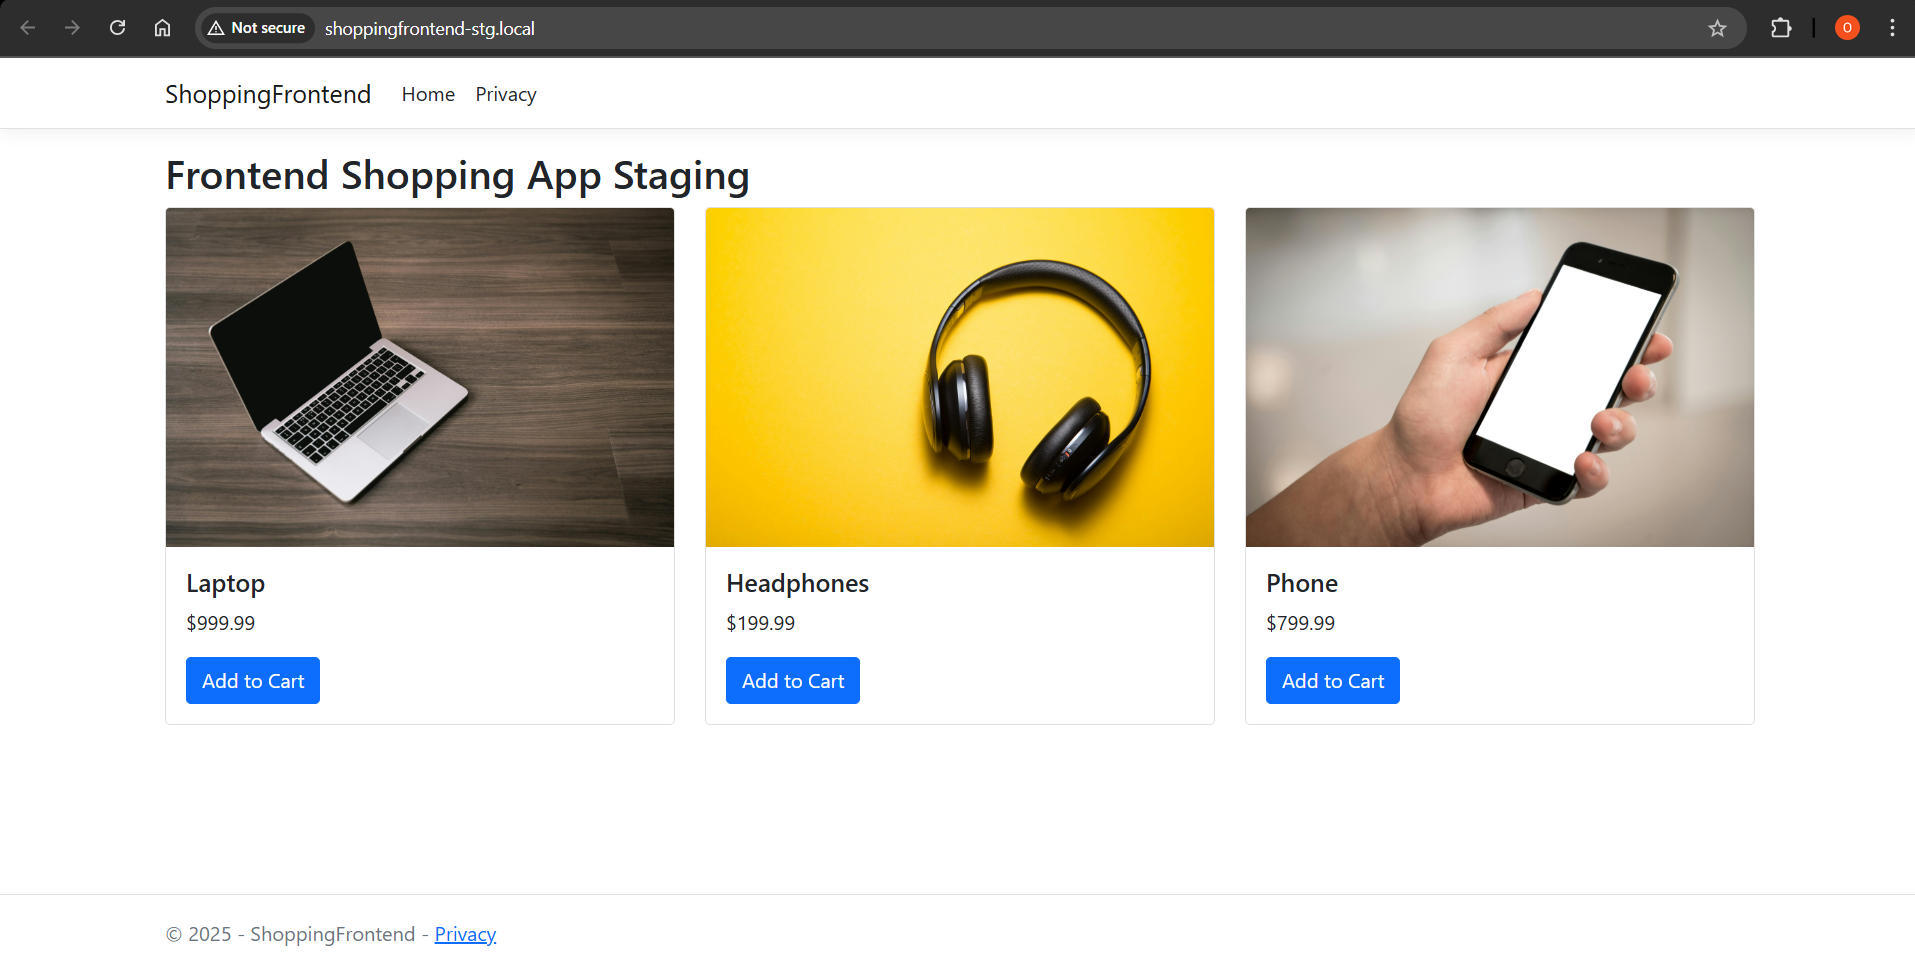 Not secure shoppingfrontend-stg.local O
ShoppingFrontend Home Privacy
Frontend Shopping App Staging
Laptop
$999.99
Add to Cart
Headphones
$199.99
Add to Cart
Phone
$799.99
Add to Cart
© 2025 - ShoppingFrontend - Privacy